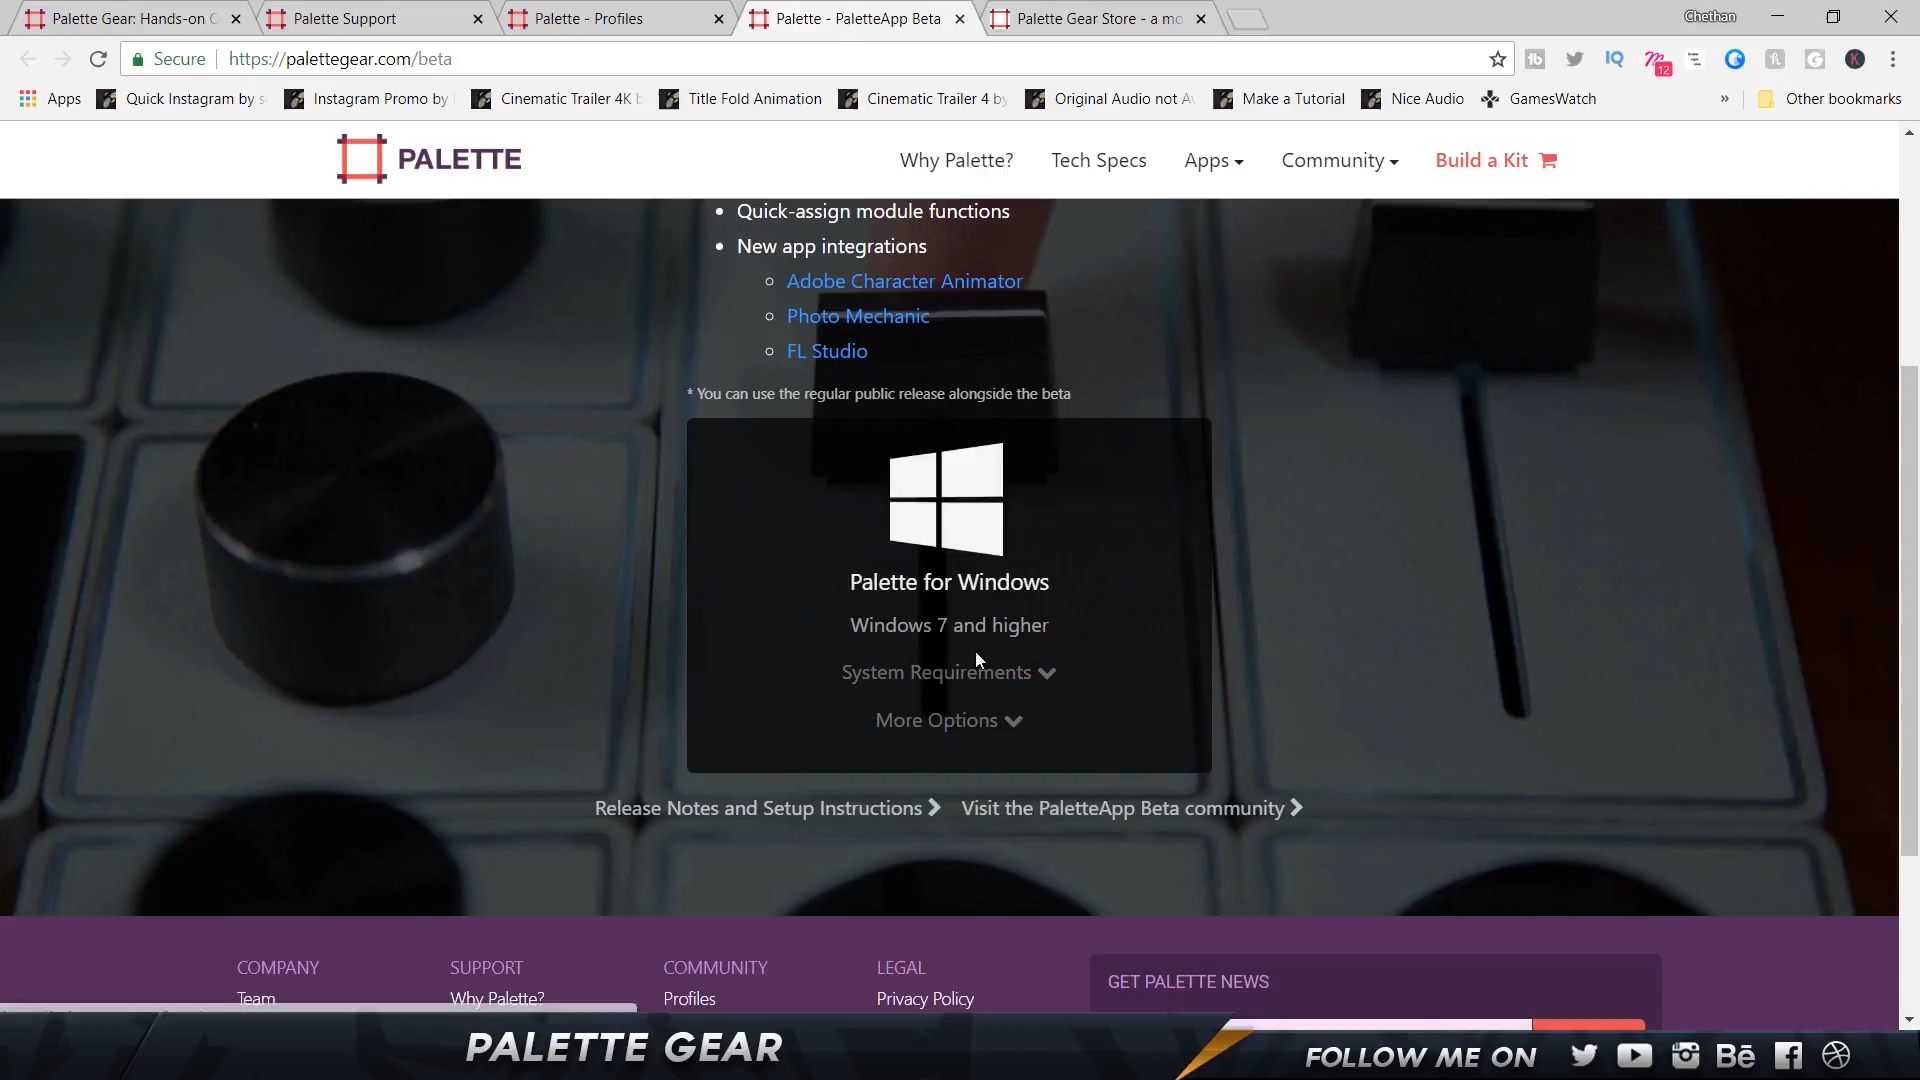 Palette Gear: Hands-on C
Palette Support
Palette - Profiles
Palette - PaletteApp Beta
Palette Gear Store - a mo
Chethan
Secure
https://palettegear.com/beta
12
Apps
Quick Instagram by s
Instagram Promo by
Cinematic Trailer 4K b
Title Fold Animation
Cinematic Trailer 4 by
Original Audio not Av
Make a Tutorial
Nice Audio
GamesWatch
»
Other bookmarks
PALETTE
Why Palette?
Tech Specs
Apps
Community
Build a Kit
• Quick-assign module functions
• New app integrations
Adobe Character Animator
Photo Mechanic
FL Studio
* You can use the regular public release alongside the beta
Palette for Windows
Windows 7 and higher
System Requirements
More Options
Release Notes and Setup Instructions
Visit the PaletteApp Beta community
COMPANY
SUPPORT
COMMUNITY
LEGAL
GET PALETTE NEWS
Team
Why Palette?
Profiles
Privacy Policy
PALETTE GEAR
FOLLOW ME ON